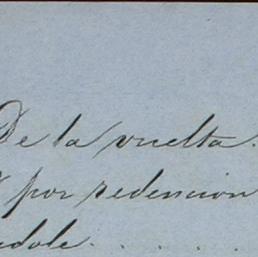 De la vuelta.
por redencion
dole. . . . .